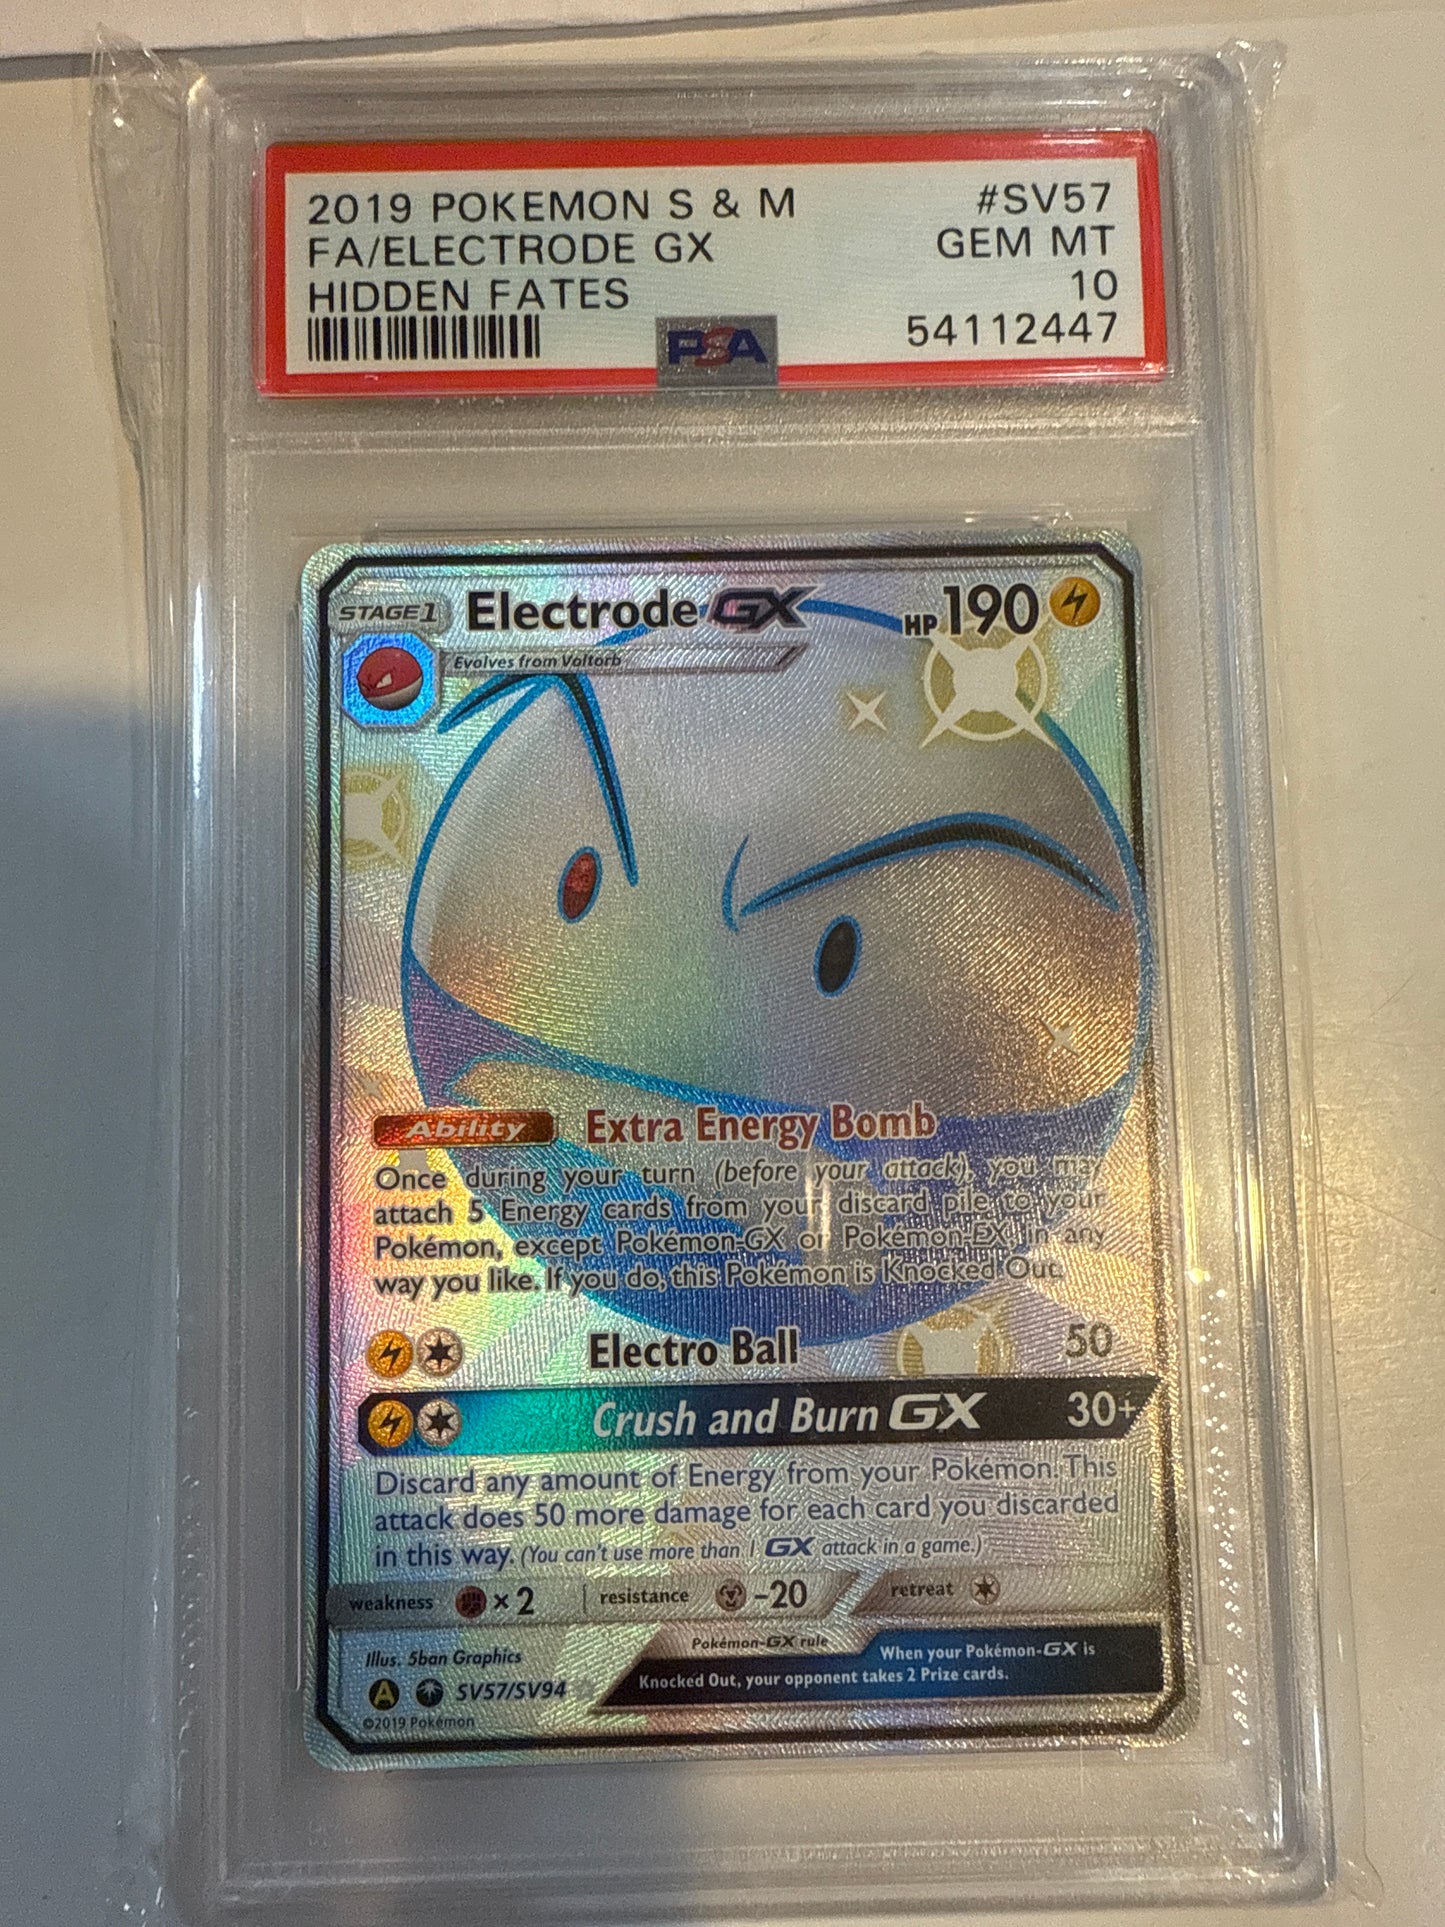 2019 POKEMON S & M #SV57
FA/ELECTRODE GX GEM MT
HIDDEN FATES 10
PSA 54112447
STAGE 1 Electrode GX HP 190
Evolves from Voltorb
Ability Extra Energy Bomb
Once during your turn (before your attack), you may
attach 5 Energy cards from your discard pile to your
Pokémon, except Pokémon-GX or Pokémon-EX, in any
way you like. If you do, this Pokémon is Knocked Out.
Electro Ball 50
Crush and Burn GX 30+
Discard any amount of Energy from your Pokémon. This
attack does 50 more damage for each card you discarded
in this way. (You can't use more than 1 GX attack in a game.)
weakness × 2 resistance -20 retreat
Illus. 5ban Graphics
Pokémon-GX rule When your Pokémon-GX is
Knocked Out, your opponent takes 2 Prize cards.
A SV57/SV94
©2019 Pokémon